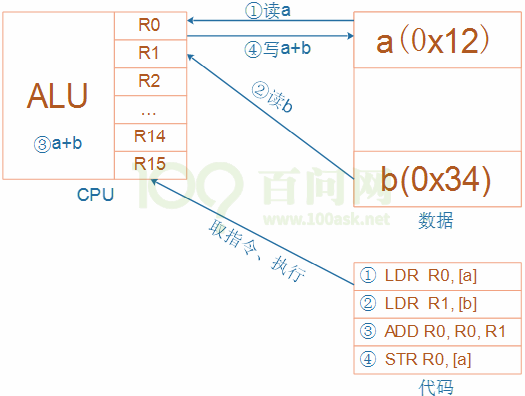 ①读a
④写a+b
②读b
R0
R1
R2
...
R14
R15
ALU
③a+b
CPU
a(0x12)
b(0x34)
数据
百问网
www.100ask.net
取指令、执行
① LDR R0, [a]
② LDR R1, [b]
③ ADD R0, R0, R1
④ STR R0, [a]
代码